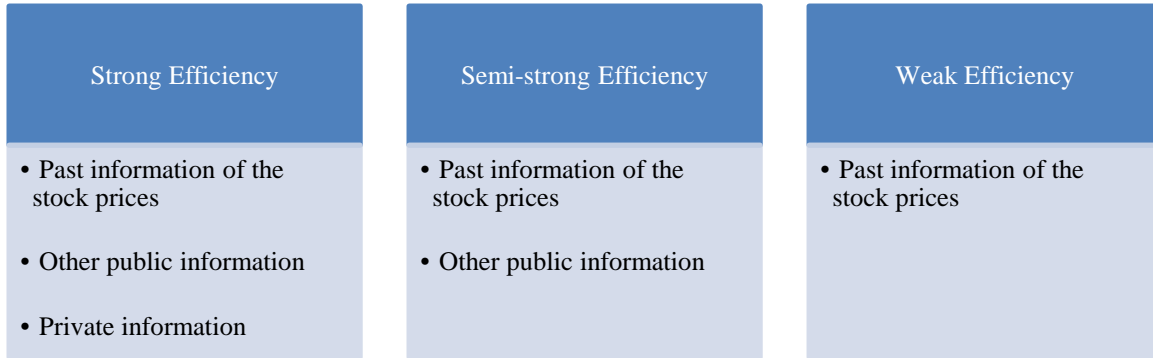 Strong Efficiency
• Past information of the
stock prices
• Other public information
• Private information
Semi-strong Efficiency
• Past information of the
stock prices
• Other public information
Weak Efficiency
• Past information of the
stock prices